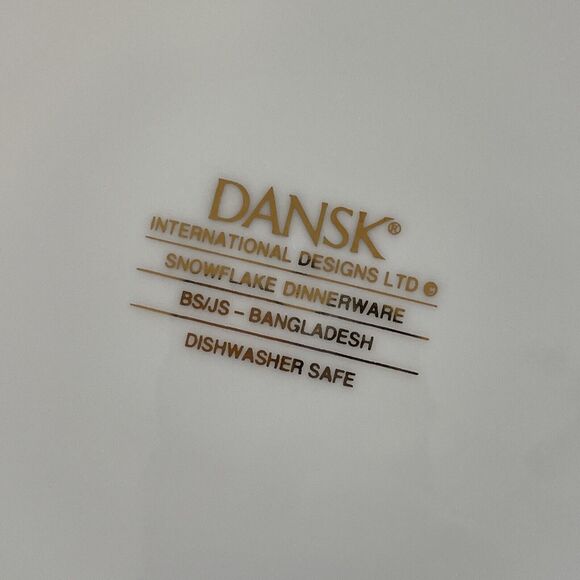 DANSK®
INTERNATIONAL DESIGNS LTD ©
SNOWFLAKE DINNERWARE
BS/JS - BANGLADESH
DISHWASHER SAFE